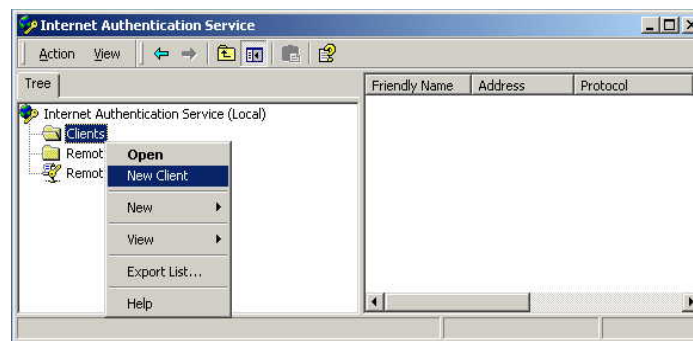 Internet Authentication Service
Action View
Tree
Friendly Name Address Protocol
Internet Authentication Service (Local)
Clients
Remot
Remot
Open
New Client
New
View
Export List...
Help